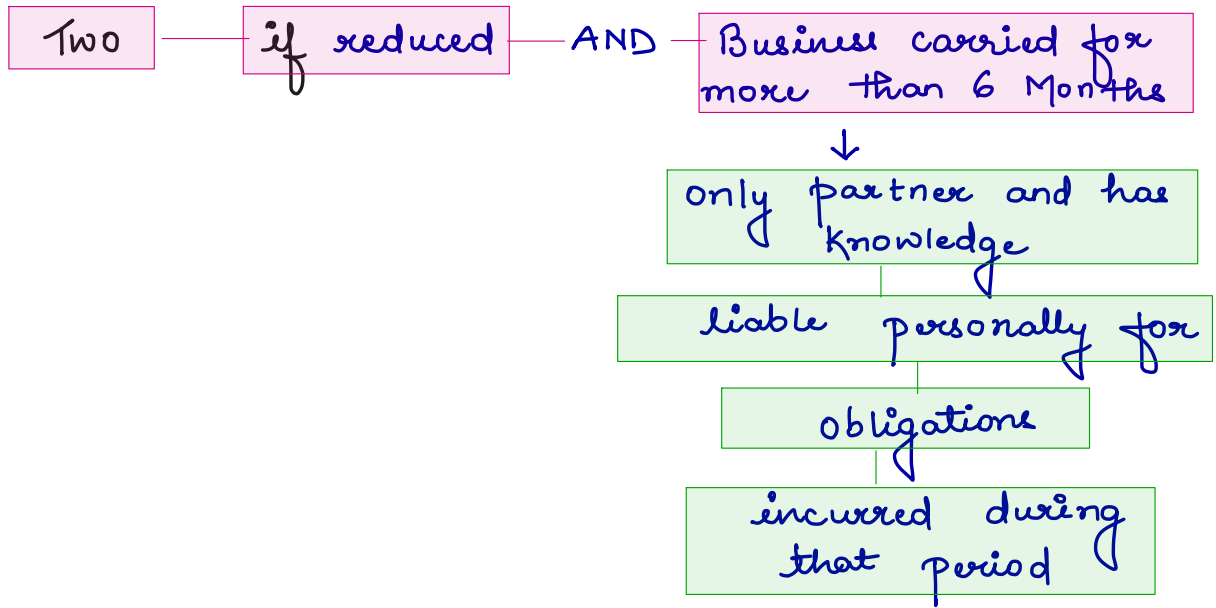 Two if reduced AND Business carried for
more than 6 Months
only partner and has
knowledge
liable personally for
obligations
incurred during
that period